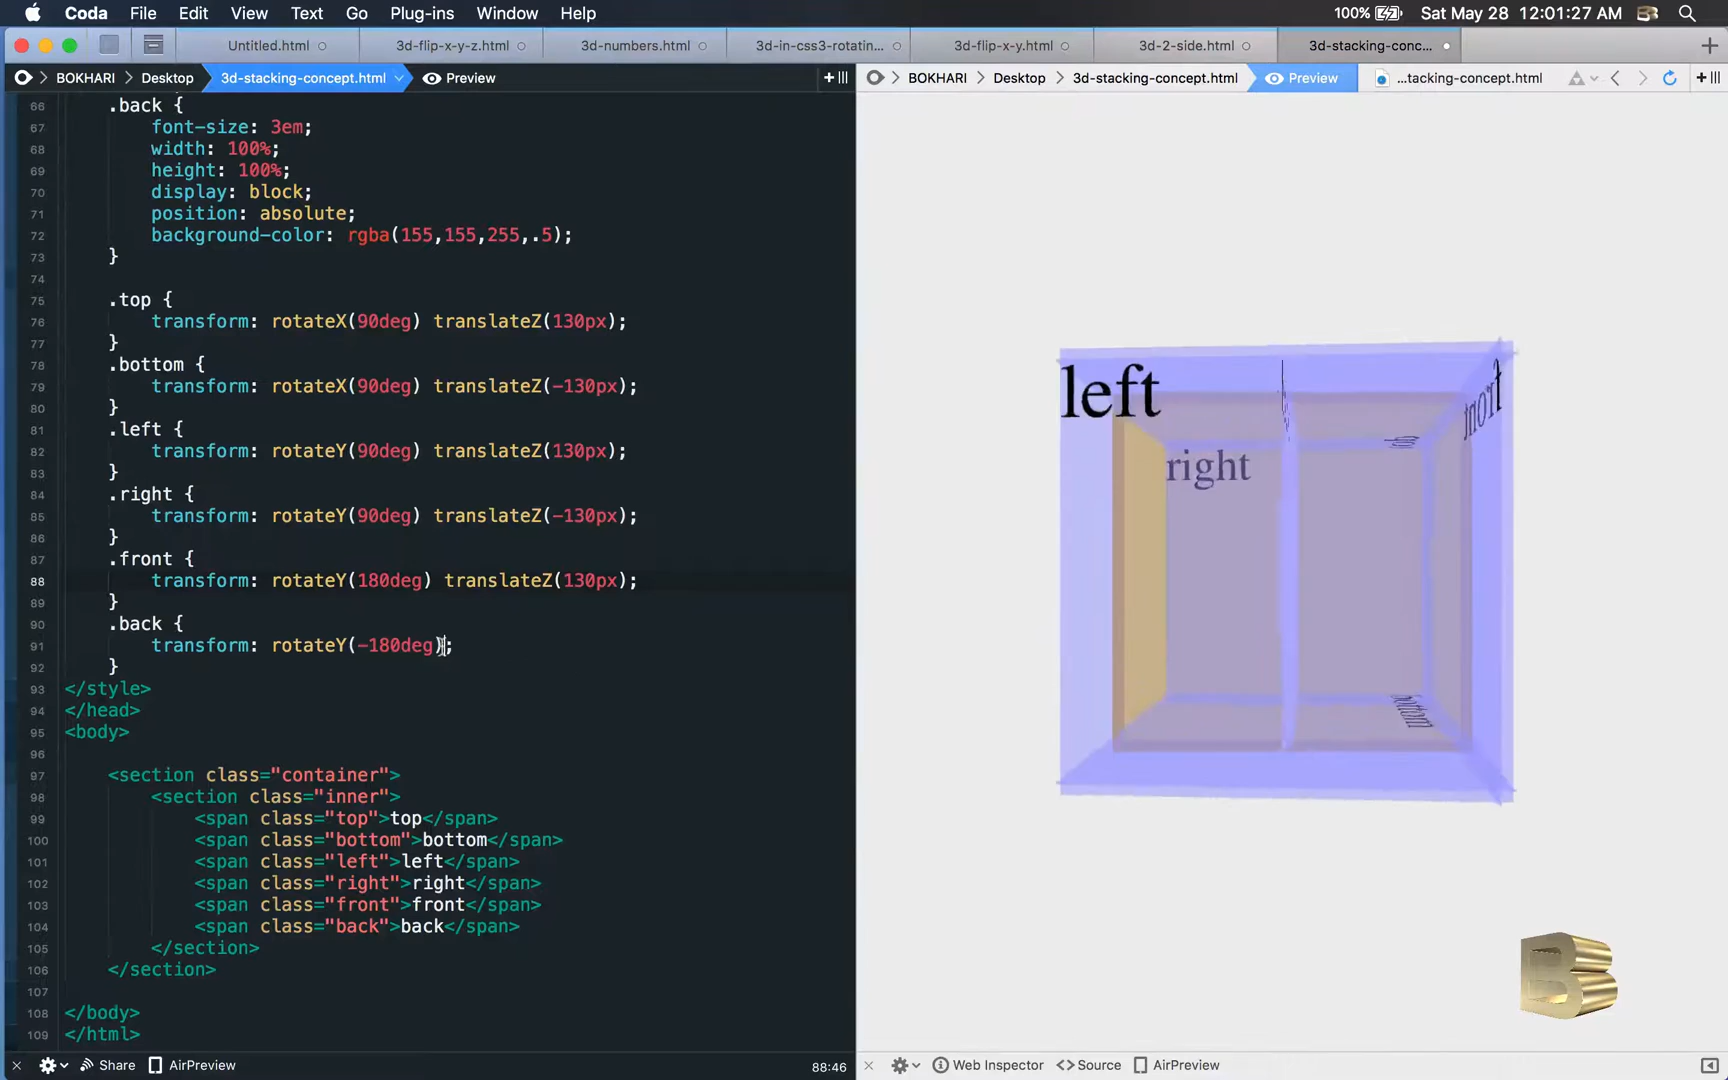 Coda File Edit View Text Go Plug-ins Window Help 100% Sat May 28 12:01:27 AM
Untitled.html 3d-flip-x-y-z.html 3d-numbers.html 3d-in-css3-rotatin... 3d-flip-x-y.html 3d-2-side.html 3d-stacking-conc...
BOKHARI Desktop 3d-stacking-concept.html Preview
BOKHARI Desktop 3d-stacking-concept.html Preview ...tacking-concept.html
66 .back {
67 font-size: 3em;
68 width: 100%;
69 height: 100%;
70 display: block;
71 position: absolute;
72 background-color: rgba(155,155,255,.5);
73 }
74
75 .top {
76 transform: rotateX(90deg) translateZ(130px);
77 }
78 .bottom {
79 transform: rotateX(90deg) translateZ(-130px);
80 }
81 .left {
82 transform: rotateY(90deg) translateZ(130px);
83 }
84 .right {
85 transform: rotateY(90deg) translateZ(-130px);
86 }
87 .front {
88 transform: rotateY(180deg) translateZ(130px);
89 }
90 .back {
91 transform: rotateY(-180deg);
92 }
93 </style>
94 </head>
95 <body>
96
97 <section class="container">
98 <section class="inner">
99 <span class="top">top</span>
100 <span class="bottom">bottom</span>
101 <span class="left">left</span>
102 <span class="right">right</span>
103 <span class="front">front</span>
104 <span class="back">back</span>
105 </section>
106 </section>
107
108 </body>
109 </html>
left
front
right
bottom
B
Share AirPreview 88:46
Web Inspector <> Source AirPreview